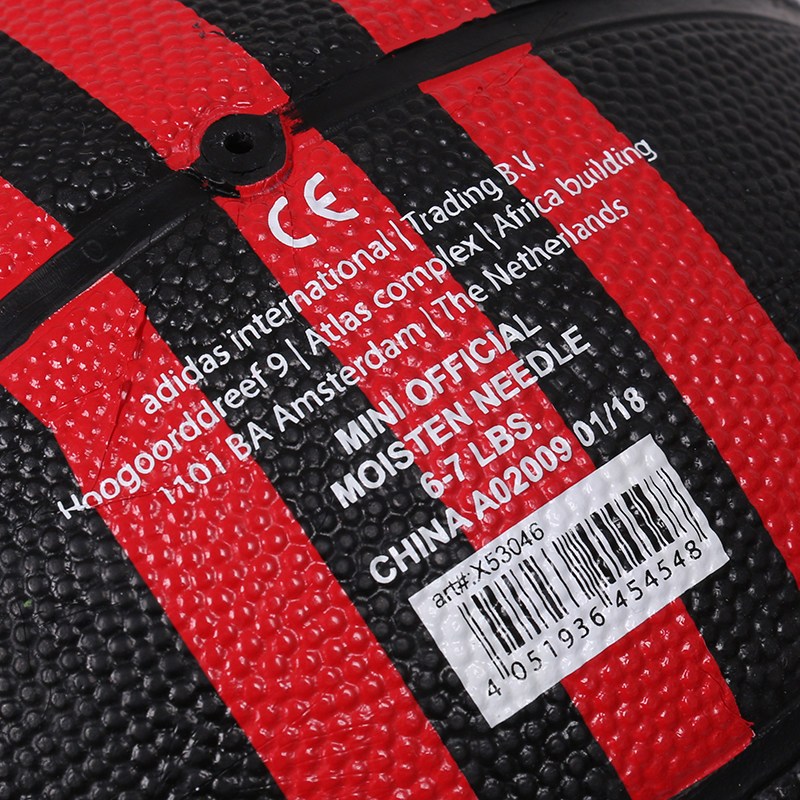 CE
adidas international | Trading B.V.
Hoogoorddreef 9 | Atlas complex | Africa building
1101 BA Amsterdam | The Netherlands
MINI OFFICIAL
MOISTEN NEEDLE
6-7 LBS.
CHINA A02009 01/18
art#: X53046
4 051936 454548